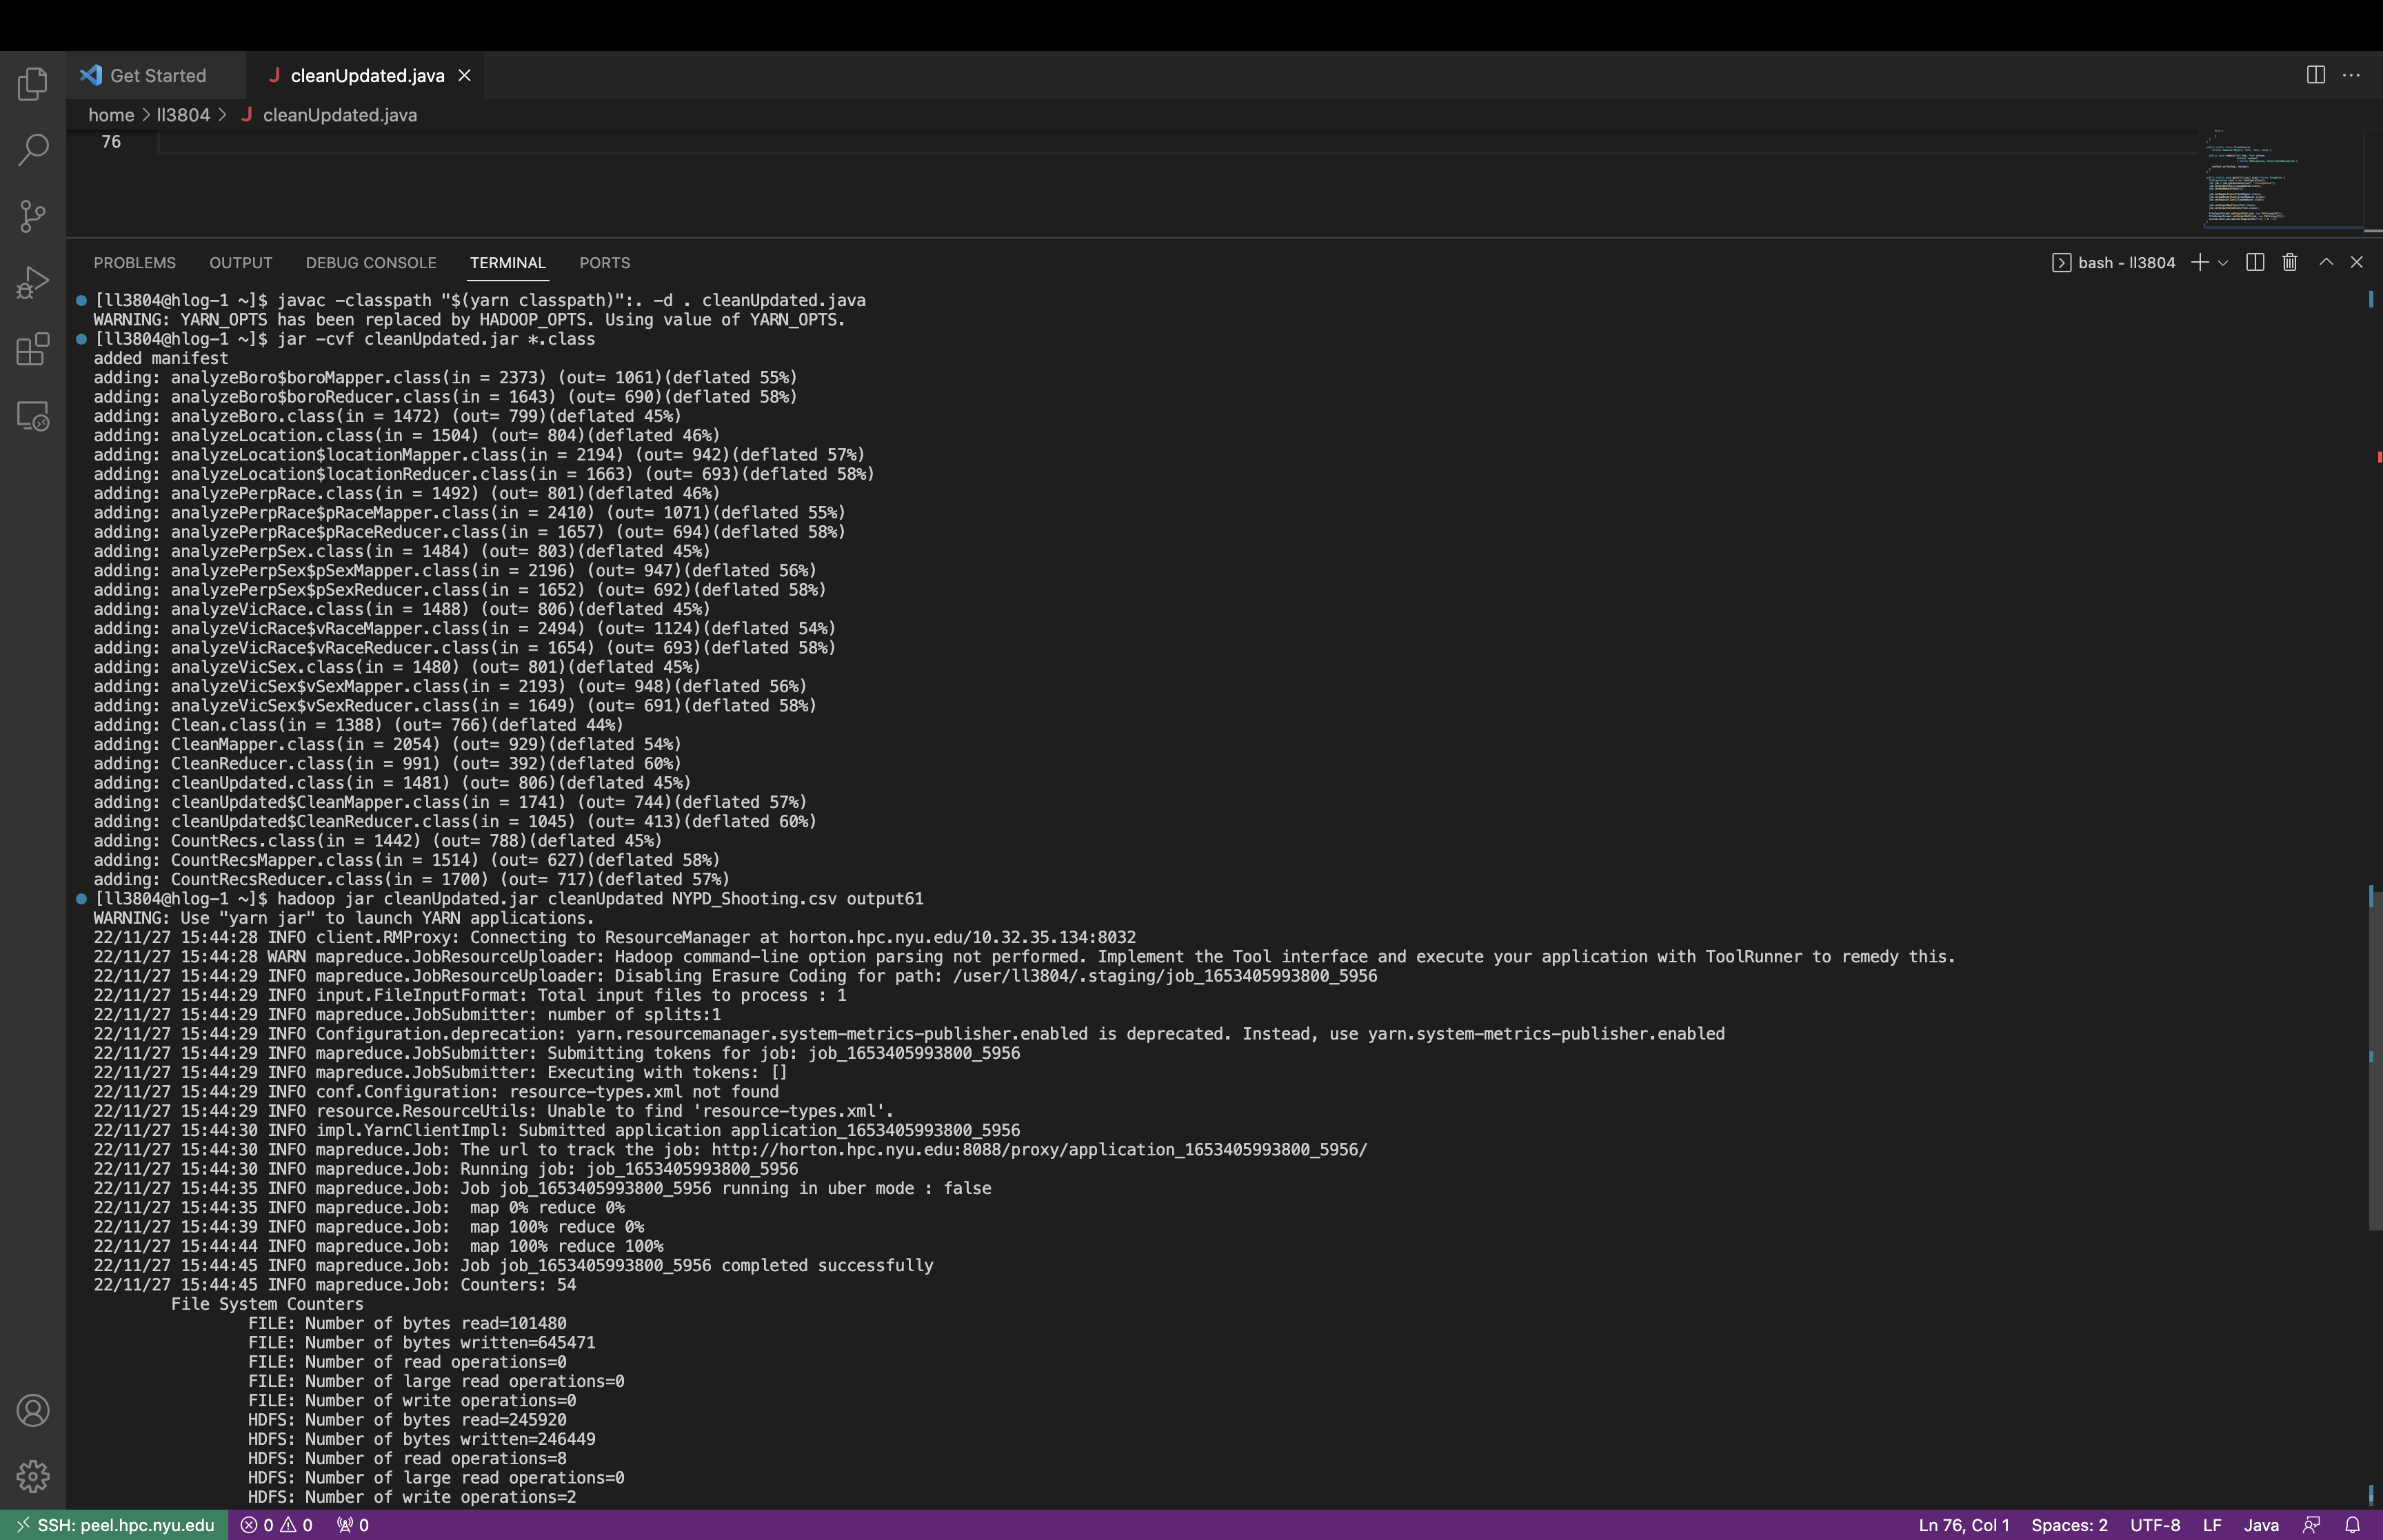 Get Started
cleanUpdated.java
home > ll3804 > cleanUpdated.java
76
PROBLEMS OUTPUT DEBUG CONSOLE TERMINAL PORTS
bash - ll3804
[ll3804@hlog-1 ~]$ javac -classpath "$(yarn classpath)":. -d . cleanUpdated.java
WARNING: YARN_OPTS has been replaced by HADOOP_OPTS. Using value of YARN_OPTS.
[ll3804@hlog-1 ~]$ jar -cvf cleanUpdated.jar *.class
added manifest
adding: analyzeBoro$boroMapper.class(in = 2373) (out= 1061)(deflated 55%)
adding: analyzeBoro$boroReducer.class(in = 1643) (out= 690)(deflated 58%)
adding: analyzeBoro.class(in = 1472) (out= 799)(deflated 45%)
adding: analyzeLocation.class(in = 1504) (out= 804)(deflated 46%)
adding: analyzeLocation$locationMapper.class(in = 2194) (out= 942)(deflated 57%)
adding: analyzeLocation$locationReducer.class(in = 1663) (out= 693)(deflated 58%)
adding: analyzePerpRace.class(in = 1492) (out= 801)(deflated 46%)
adding: analyzePerpRace$pRaceMapper.class(in = 2410) (out= 1071)(deflated 55%)
adding: analyzePerpRace$pRaceReducer.class(in = 1657) (out= 694)(deflated 58%)
adding: analyzePerpSex.class(in = 1484) (out= 803)(deflated 45%)
adding: analyzePerpSex$pSexMapper.class(in = 2196) (out= 947)(deflated 56%)
adding: analyzePerpSex$pSexReducer.class(in = 1652) (out= 692)(deflated 58%)
adding: analyzeVicRace.class(in = 1488) (out= 806)(deflated 45%)
adding: analyzeVicRace$vRaceMapper.class(in = 2494) (out= 1124)(deflated 54%)
adding: analyzeVicRace$vRaceReducer.class(in = 1654) (out= 693)(deflated 58%)
adding: analyzeVicSex.class(in = 1480) (out= 801)(deflated 45%)
adding: analyzeVicSex$vSexMapper.class(in = 2193) (out= 948)(deflated 56%)
adding: analyzeVicSex$vSexReducer.class(in = 1649) (out= 691)(deflated 58%)
adding: Clean.class(in = 1388) (out= 766)(deflated 44%)
adding: CleanMapper.class(in = 2054) (out= 929)(deflated 54%)
adding: CleanReducer.class(in = 991) (out= 392)(deflated 60%)
adding: cleanUpdated.class(in = 1481) (out= 806)(deflated 45%)
adding: cleanUpdated$CleanMapper.class(in = 1741) (out= 744)(deflated 57%)
adding: cleanUpdated$CleanReducer.class(in = 1045) (out= 413)(deflated 60%)
adding: CountRecs.class(in = 1442) (out= 788)(deflated 45%)
adding: CountRecsMapper.class(in = 1514) (out= 627)(deflated 58%)
adding: CountRecsReducer.class(in = 1700) (out= 717)(deflated 57%)
[ll3804@hlog-1 ~]$ hadoop jar cleanUpdated.jar cleanUpdated NYPD_Shooting.csv output61
WARNING: Use "yarn jar" to launch YARN applications.
22/11/27 15:44:28 INFO client.RMProxy: Connecting to ResourceManager at horton.hpc.nyu.edu/10.32.35.134:8032
22/11/27 15:44:28 WARN mapreduce.JobResourceUploader: Hadoop command-line option parsing not performed. Implement the Tool interface and execute your application with ToolRunner to remedy this.
22/11/27 15:44:29 INFO mapreduce.JobResourceUploader: Disabling Erasure Coding for path: /user/ll3804/.staging/job_1653405993800_5956
22/11/27 15:44:29 INFO input.FileInputFormat: Total input files to process : 1
22/11/27 15:44:29 INFO mapreduce.JobSubmitter: number of splits:1
22/11/27 15:44:29 INFO Configuration.deprecation: yarn.resourcemanager.system-metrics-publisher.enabled is deprecated. Instead, use yarn.system-metrics-publisher.enabled
22/11/27 15:44:29 INFO mapreduce.JobSubmitter: Submitting tokens for job: job_1653405993800_5956
22/11/27 15:44:29 INFO mapreduce.JobSubmitter: Executing with tokens: []
22/11/27 15:44:29 INFO conf.Configuration: resource-types.xml not found
22/11/27 15:44:29 INFO resource.ResourceUtils: Unable to find 'resource-types.xml'.
22/11/27 15:44:30 INFO impl.YarnClientImpl: Submitted application application_1653405993800_5956
22/11/27 15:44:30 INFO mapreduce.Job: The url to track the job: http://horton.hpc.nyu.edu:8088/proxy/application_1653405993800_5956/
22/11/27 15:44:30 INFO mapreduce.Job: Running job: job_1653405993800_5956
22/11/27 15:44:35 INFO mapreduce.Job: Job job_1653405993800_5956 running in uber mode : false
22/11/27 15:44:35 INFO mapreduce.Job:  map 0% reduce 0%
22/11/27 15:44:39 INFO mapreduce.Job:  map 100% reduce 0%
22/11/27 15:44:44 INFO mapreduce.Job:  map 100% reduce 100%
22/11/27 15:44:45 INFO mapreduce.Job: Job job_1653405993800_5956 completed successfully
22/11/27 15:44:45 INFO mapreduce.Job: Counters: 54
File System Counters
FILE: Number of bytes read=101480
FILE: Number of bytes written=645471
FILE: Number of read operations=0
FILE: Number of large read operations=0
FILE: Number of write operations=0
HDFS: Number of bytes read=245920
HDFS: Number of bytes written=246449
HDFS: Number of read operations=8
HDFS: Number of large read operations=0
HDFS: Number of write operations=2
SSH: peel.hpc.nyu.edu 0 0 0 Ln 76, Col 1 Spaces: 2 UTF-8 LF Java